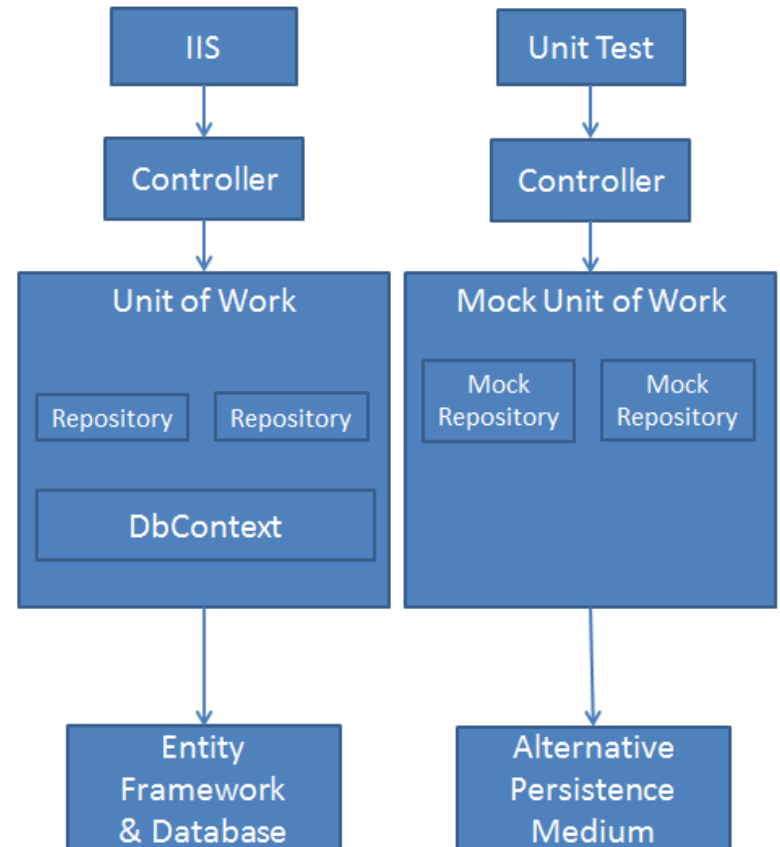 IIS
Controller
Unit of Work
Repository
Repository
DbContext
Entity
Framework
& Database
Unit Test
Controller
Mock Unit of Work
Mock
Repository
Mock
Repository
Alternative
Persistence
Medium